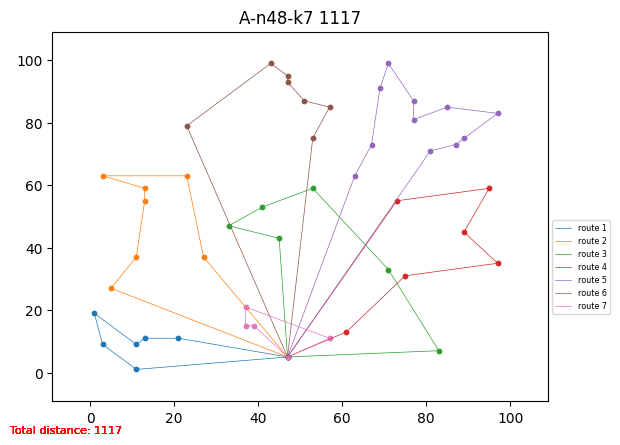 A-n48-k7 1117
100
80
60
40
20
0
0 20 40 60 80 100
route 1
route 2
route 3
route 4
route 5
route 6
route 7
Total distance: 1117